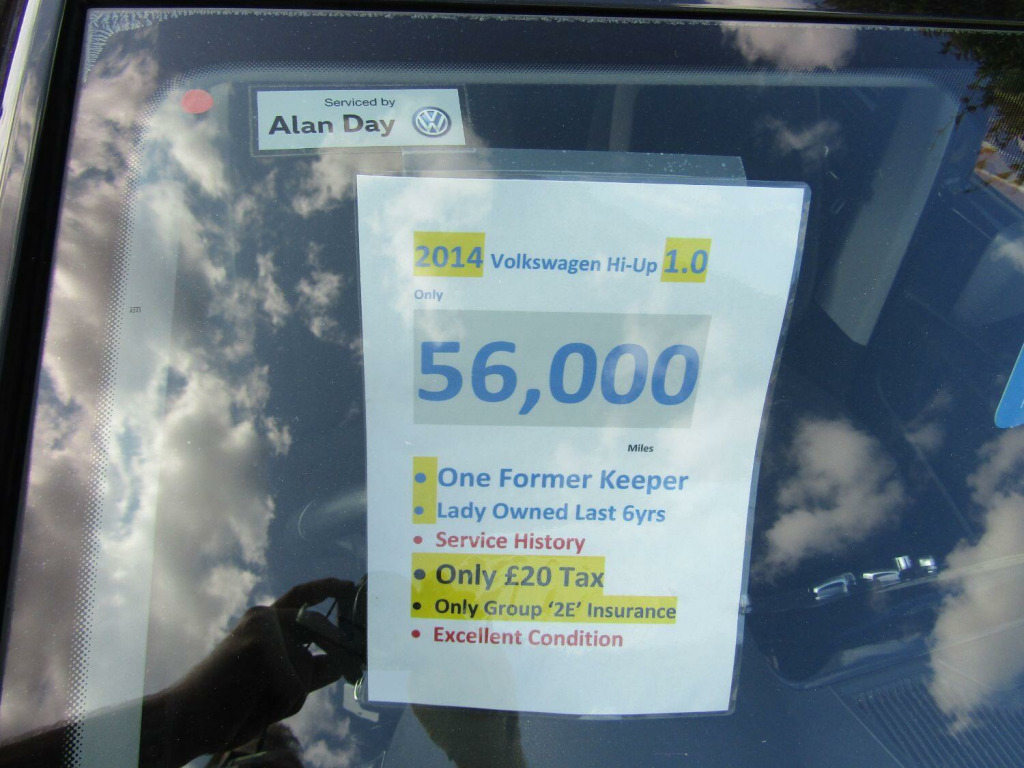 Serviced by
Alan Day
2014 Volkswagen Hi-Up 1.0
Only
56,000
Miles
• One Former Keeper
• Lady Owned Last 6yrs
• Service History
• Only £20 Tax
• Only Group ‘2E’ Insurance
• Excellent Condition